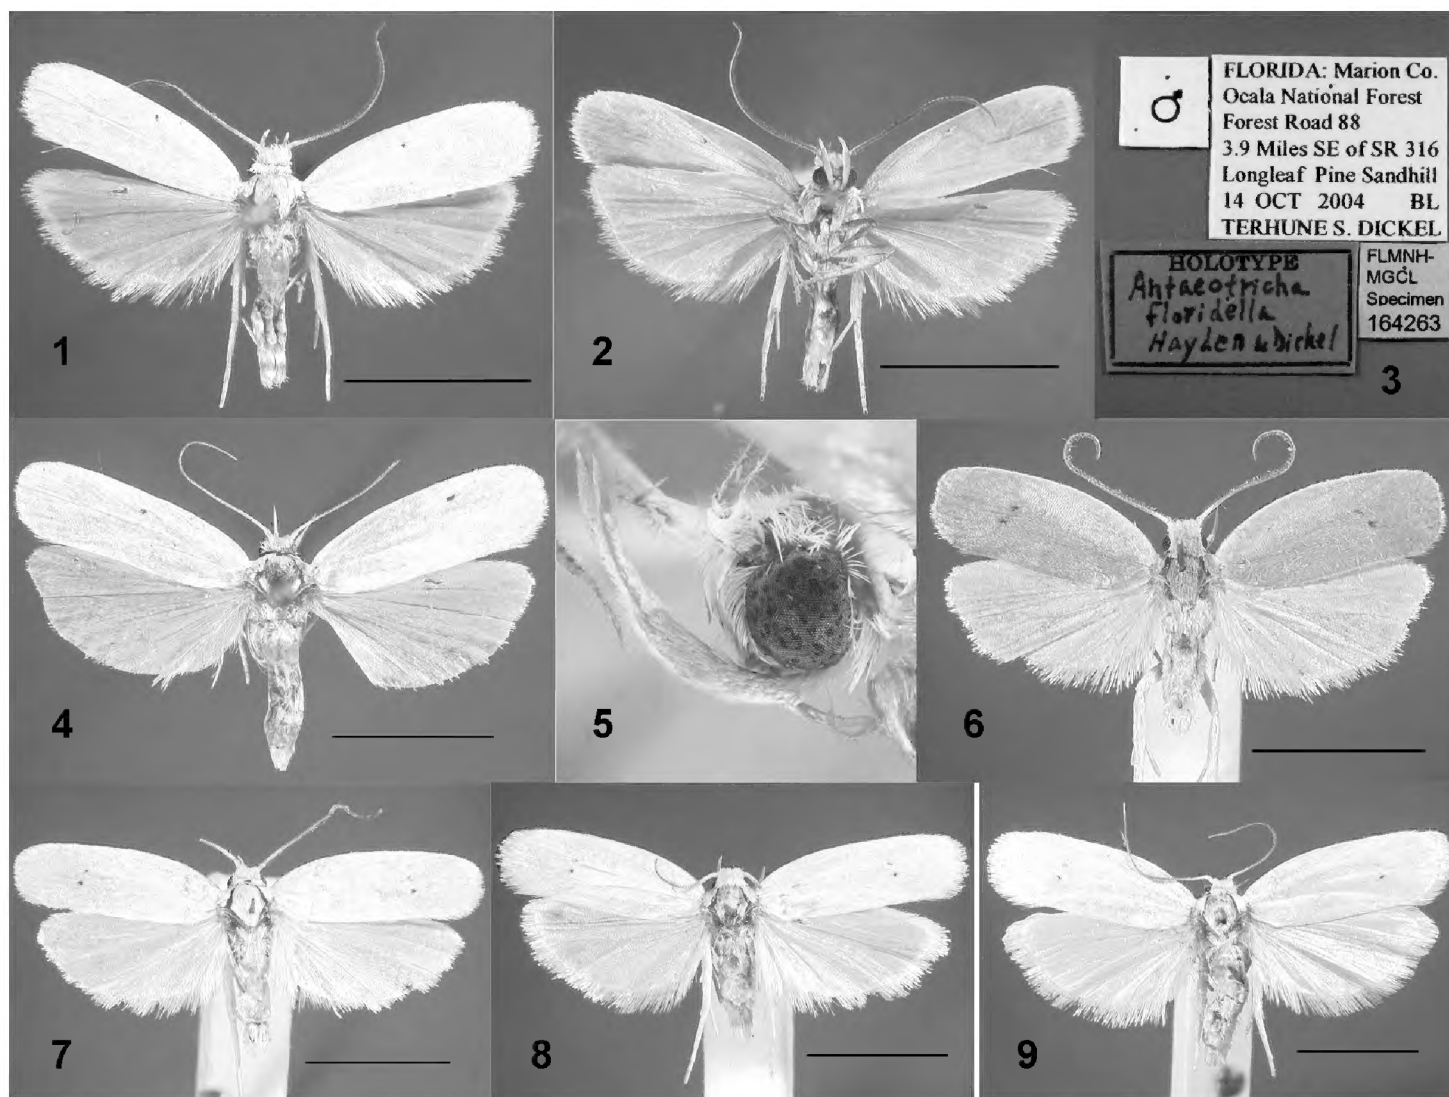 1
2
♂
FLORIDA: Marion Co.
Ocala National Forest
Forest Road 88
3.9 Miles SE of SR 316
Longleaf Pine Sandhill
14 OCT 2004 BL
TERHUNE S. DICKEL
HOLOTYPE
Antaeotricha
floridella
Hayden & Dickel
FLMNH-
MGCL
Specimen
164263
3
4
5
6
7
8
9